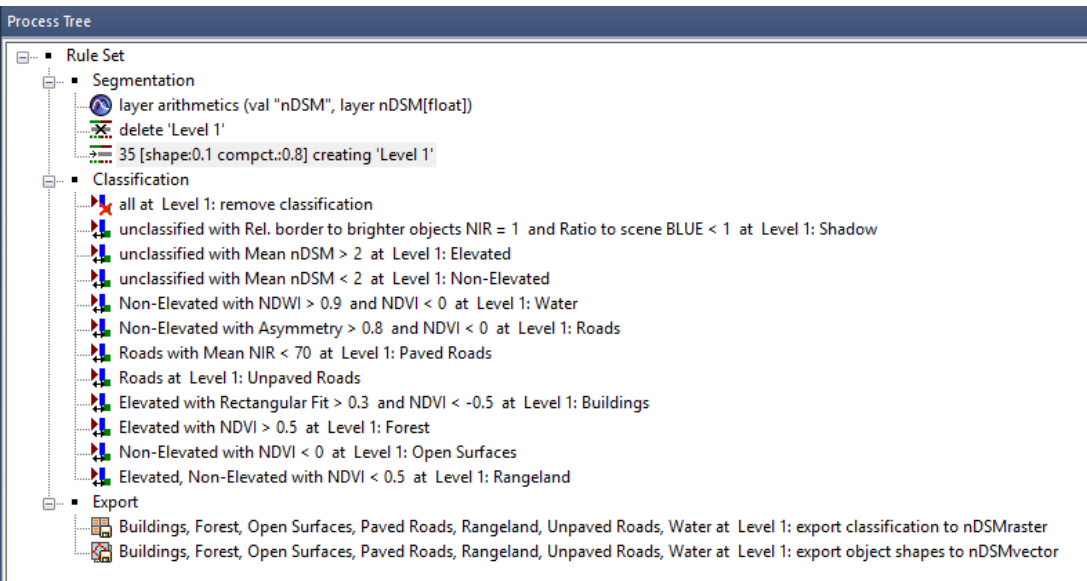 Process Tree
Rule Set
Segmentation
layer arithmetics (val "nDSM", layer nDSM[float])
delete 'Level 1'
35 [shape:0.1 compct.:0.8] creating 'Level 1'
Classification
all at Level 1: remove classification
unclassified with Rel. border to brighter objects NIR = 1 and Ratio to scene BLUE < 1 at Level 1: Shadow
unclassified with Mean nDSM > 2 at Level 1: Elevated
unclassified with Mean nDSM < 2 at Level 1: Non-Elevated
Non-Elevated with NDWI > 0.9 and NDVI < 0 at Level 1: Water
Non-Elevated with Asymmetry > 0.8 and NDVI < 0 at Level 1: Roads
Roads with Mean NIR < 70 at Level 1: Paved Roads
Roads at Level 1: Unpaved Roads
Elevated with Rectangular Fit > 0.3 and NDVI < -0.5 at Level 1: Buildings
Elevated with NDVI > 0.5 at Level 1: Forest
Non-Elevated with NDVI < 0 at Level 1: Open Surfaces
Elevated, Non-Elevated with NDVI < 0.5 at Level 1: Rangeland
Export
Buildings, Forest, Open Surfaces, Paved Roads, Rangeland, Unpaved Roads, Water at Level 1: export classification to nDSMraster
Buildings, Forest, Open Surfaces, Paved Roads, Rangeland, Unpaved Roads, Water at Level 1: export object shapes to nDSMvector